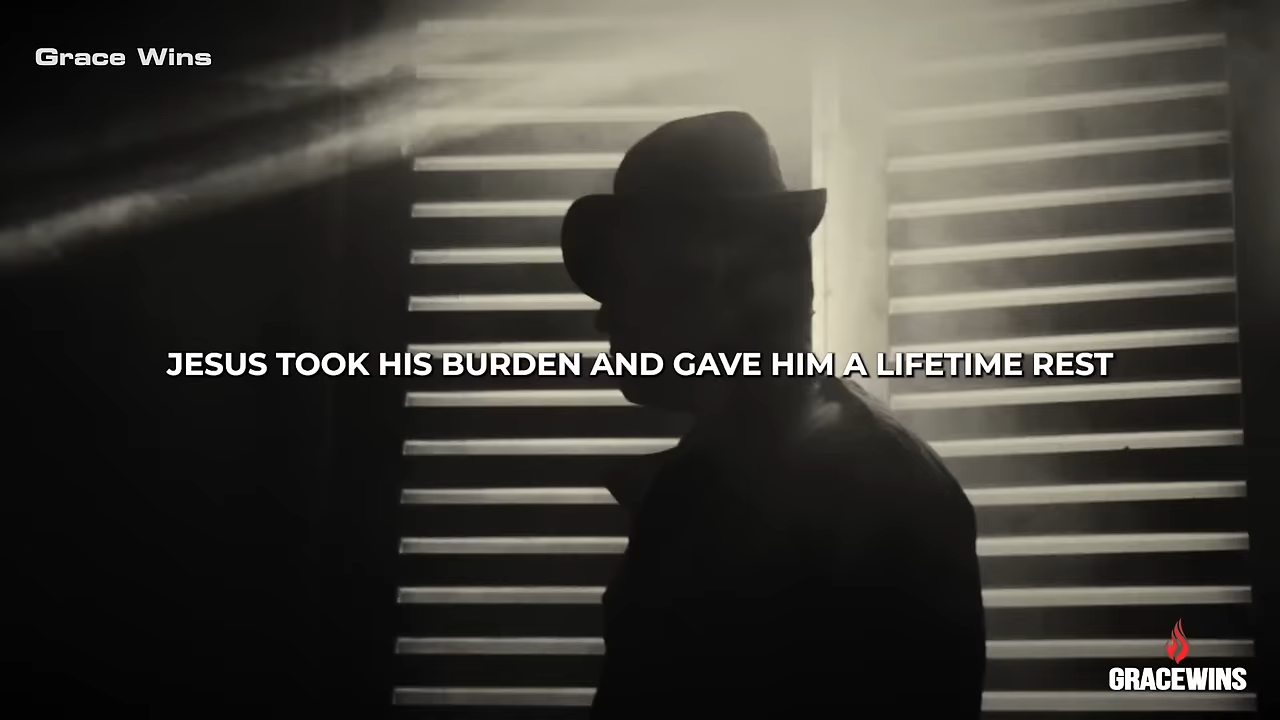 Grace Wins
JESUS TOOK HIS BURDEN AND GAVE HIM A LIFETIME REST
GRACEWINS